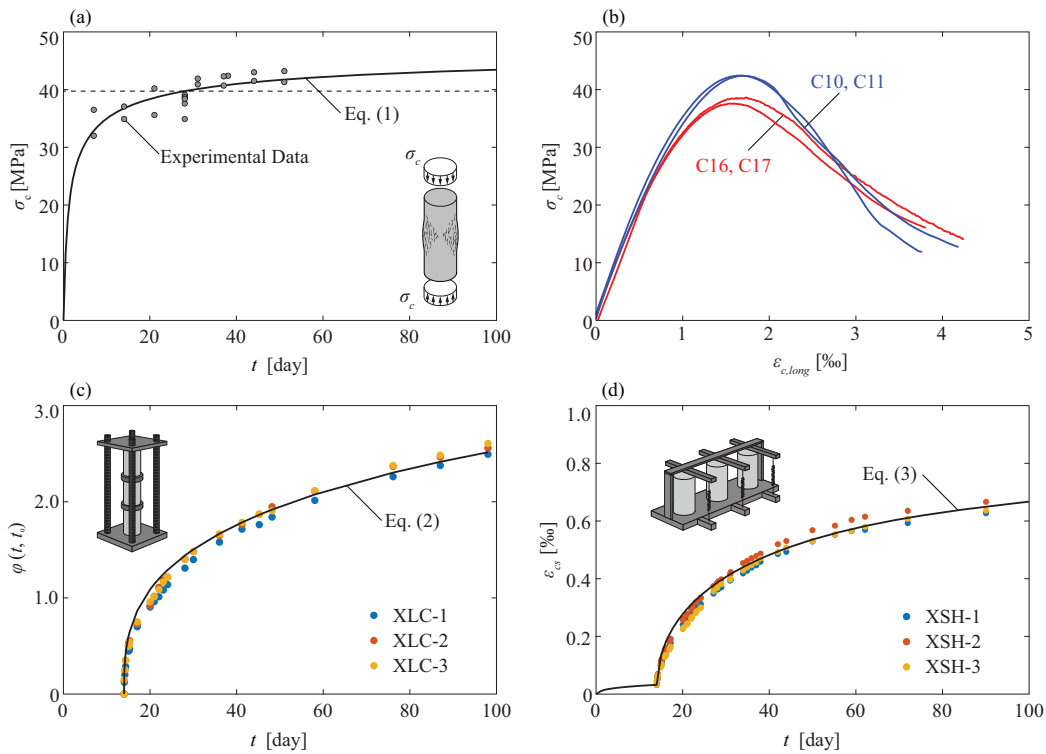 (a)
50
40
30
20
10
0
σc [MPa]
0 20 40 60 80 100
t [day]
Eq. (1)
Experimental Data
σc
σc
(b)
50
40
30
20
10
0
σc [MPa]
0 1 2 3 4 5
εc,long [‰]
C10, C11
C16, C17
(c)
3.0
2.0
1.0
0
φ (t, t₀)
0 20 40 60 80 100
t [day]
Eq. (2)
XLC-1
XLC-2
XLC-3
(d)
1.0
0.8
0.6
0.4
0.2
0
εcs [‰]
0 20 40 60 80 100
t [day]
Eq. (3)
XSH-1
XSH-2
XSH-3